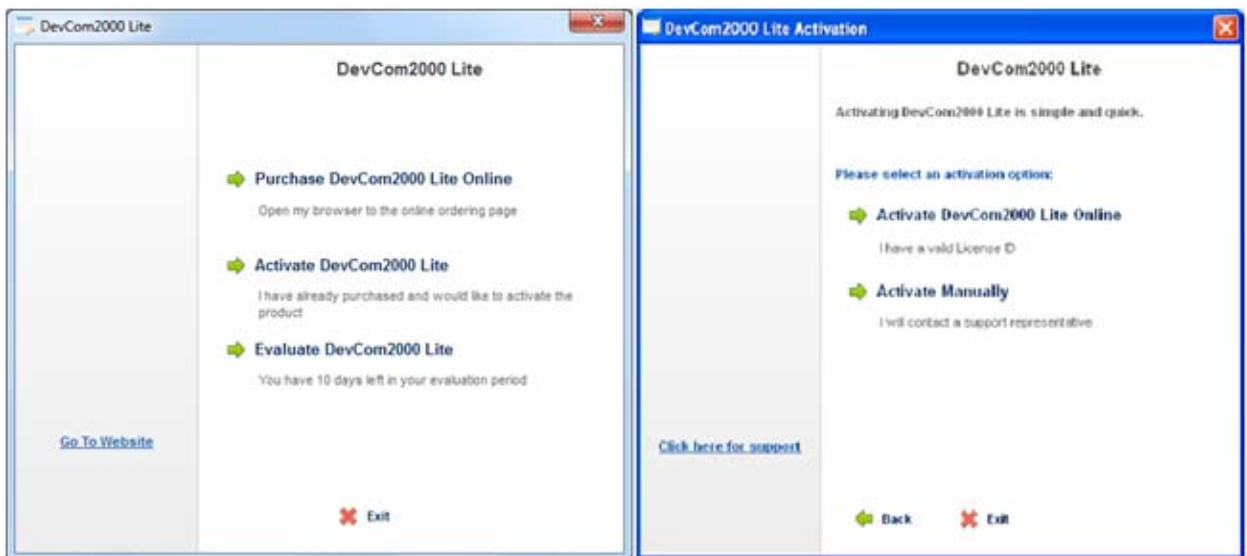 DevCom2000 Lite
DevCom2000 Lite
Purchase DevCom2000 Lite Online
Open my browser to the online ordering page
Activate DevCom2000 Lite
I have already purchased and would like to activate the
product
Evaluate DevCom2000 Lite
You have 10 days left in your evaluation period
Go To Website
Exit
DevCom2000 Lite Activation
DevCom2000 Lite
Activating DevCom2000 Lite is simple and quick.
Please select an activation option:
Activate DevCom2000 Lite Online
I have a valid License ID
Activate Manually
I will contact a support representative
Click here for support
Back
Exit